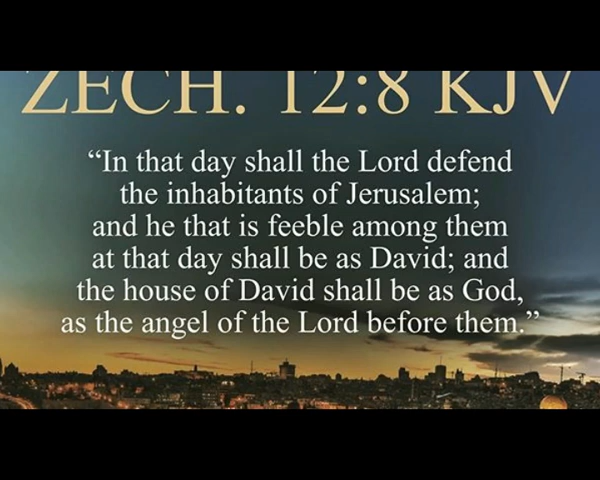 ZECH. 12:8 KJV
“In that day shall the Lord defend
the inhabitants of Jerusalem;
and he that is feeble among them
at that day shall be as David; and
the house of David shall be as God,
as the angel of the Lord before them.”